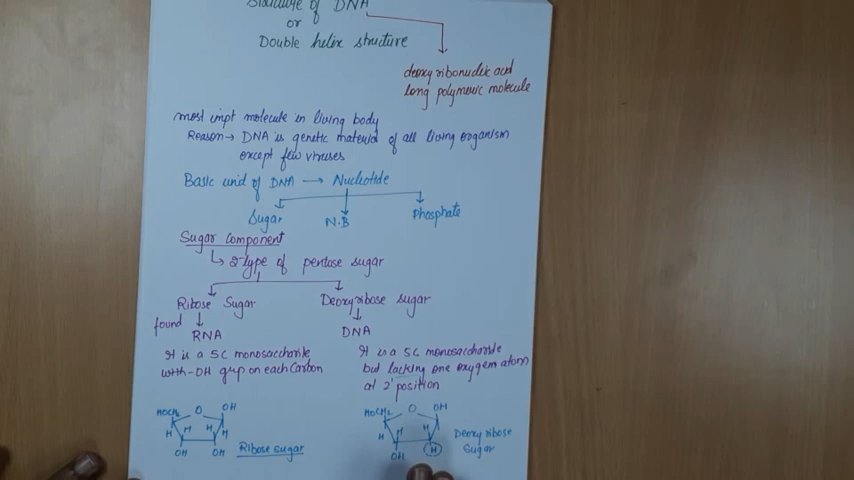 Structure of DNA
or
Double helix structure
deoxyribonucleic acid
long polymeric molecule
most impt molecule in living body
Reason → DNA is genetic material of all living organism
except few viruses
Basic unit of DNA → Nucleotide
Sugar N.B Phosphate
Sugar component
↳ 2-type of pentose sugar
Ribose Sugar Deoxyribose sugar
found
RNA DNA
It is a 5C monosaccharide
with -OH grup on each Carbon
It is a 5C monosaccharide
but lacking one oxygem atom
at 2' position
HOCH₂ O OH
H H H H
OH OH
Ribose sugar
HOCH₂ O OH
H H H
OH H
Deoxyribose
Sugar